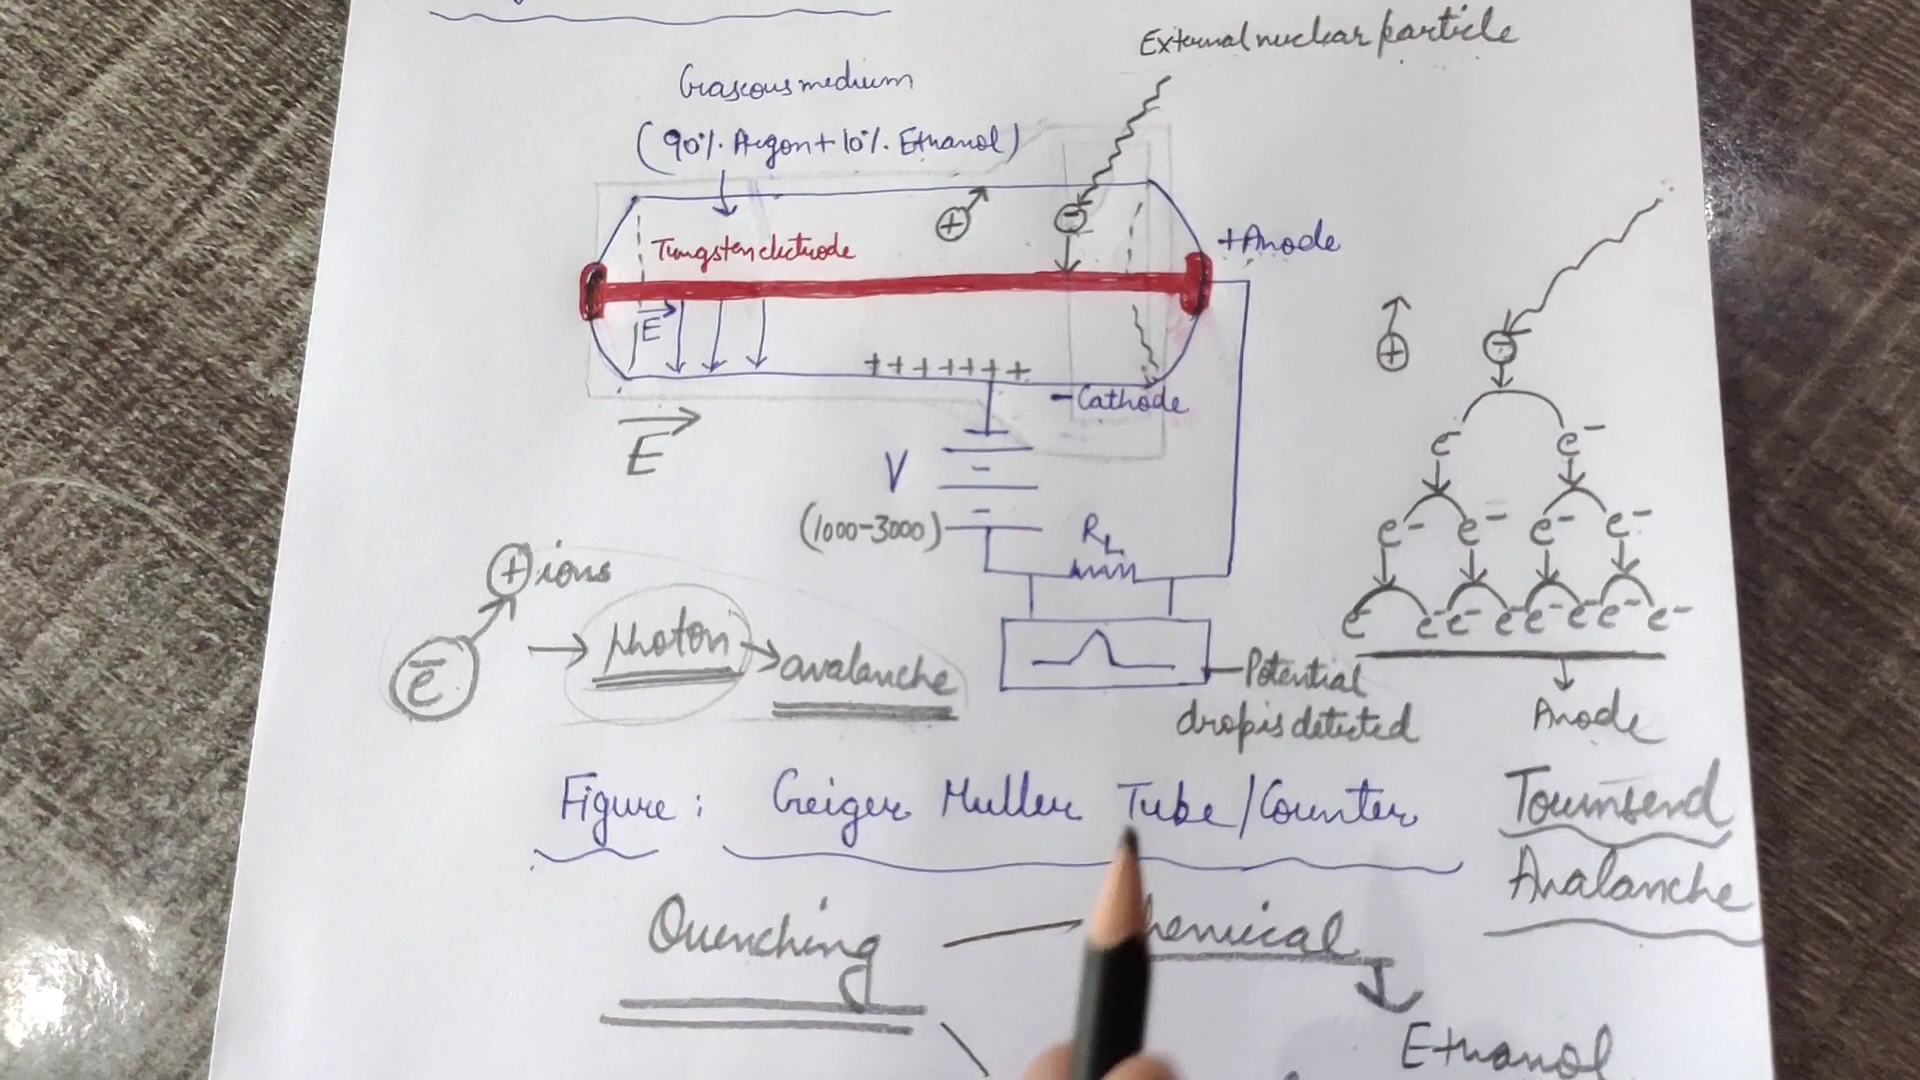 External nuclear particle
Gaseous medium
(90% Argon + 10% Ethanol)
+
-
Tungsten electrode
+ Anode
E
+ + + + + + +
- Cathode
E
V
(1000-3000)
RL
+ ions
e-
→ photon → avalanche
Potential
drop is detected
+
-
e- e-
e- e- e- e-
e- e- e- e- e- e- e- e-
Anode
Figure : Geiger Muller Tube/Counter
Townsend
Avalanche
Quenching
Ethanol